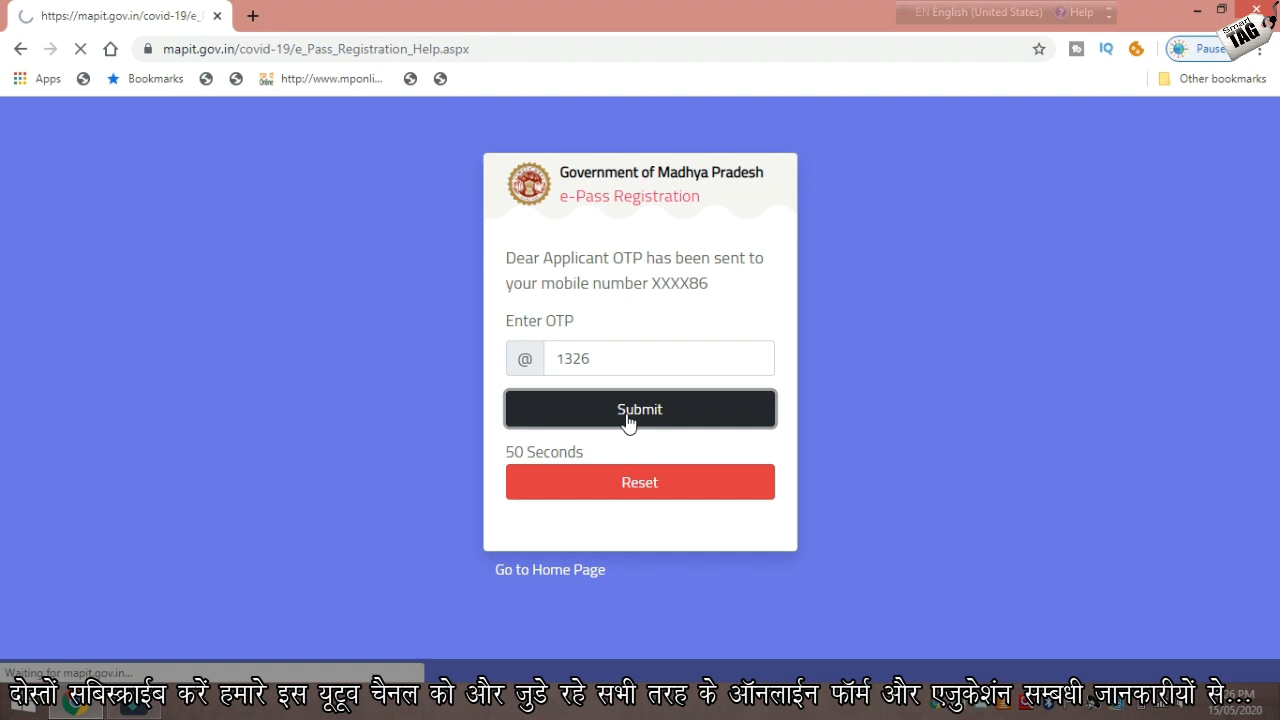 https://mapit.gov.in/covid-19/e_
EN English (United States) Help
mapit.gov.in/covid-19/e_Pass_Registration_Help.aspx
IQ
Smart TAG
Apps Bookmarks http://www.mponli... Other bookmarks
Government of Madhya Pradesh
e-Pass Registration
Dear Applicant OTP has been sent to
your mobile number XXXX86
Enter OTP
@ 1326
Submit
50 Seconds
Reset
Go to Home Page
Waiting for mapit.gov.in...
दोस्तों सबिस्क्राईब करें हमारे इस यूटूव चैनल को और जुडे रहे सभी तरह के ऑनलाईन फॉर्म और एजुकेशंन सम्बधी जानकारीयों से...
15/05/2020